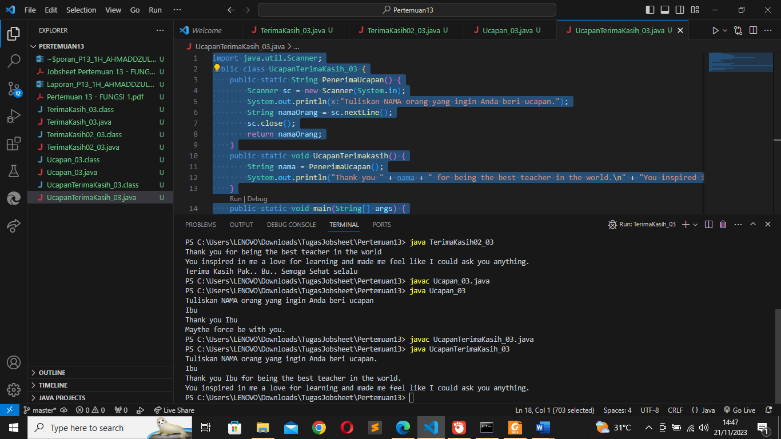 File Edit Selection View Go Run ...
Pertemuan13
EXPLORER ...
PERTEMUAN13
~$poran_P13_1H_AHMADDZUL... U
Jobsheet Pertemuan 13 - FUNG... U
Laporan_P13_1H_AHMADDZUL... U
Pertemuan 13 - FUNGSI 1.pdf U
TerimaKasih_03.class U
TerimaKasih_03.java U
TerimaKasih02_03.class U
TerimaKasih02_03.java U
Ucapan_03.class U
Ucapan_03.java U
UcapanTerimaKasih_03.class U
UcapanTerimaKasih_03.java U
OUTLINE
TIMELINE
JAVA PROJECTS
Welcome
TerimaKasih_03.java U
TerimaKasih02_03.java U
Ucapan_03.java U
UcapanTerimaKasih_03.java U
UcapanTerimaKasih_03.java > ...
1 import java.util.Scanner;
2 blic class UcapanTerimaKasih_03 {
3 public static String PenerimaUcapan() {
4 Scanner sc = new Scanner(System.in);
5 System.out.println(x:"Tuliskan NAMA orang yang ingin Anda beri ucapan.");
6 String namaOrang = sc.nextLine();
7 sc.close();
8 return namaOrang;
9 }
10 public static void UcapanTerimakasih() {
11 String nama = PenerimaUcapan();
12 System.out.println("Thank you " + nama + " for being the best teacher in the world.\n" + "You inspired i
13 }
Run | Debug
14 public static void main(String[] args) {
PROBLEMS OUTPUT DEBUG CONSOLE TERMINAL PORTS
Run: TerimaKasih_03
PS C:\Users\LENOVO\Downloads\TugasJobsheet\Pertemuan13> java TerimaKasih02_03
Thank you for being the best teacher in the world
You inspired in me a love for learning and made me feel like I could ask you anything.
Terima Kasih Pak.. Bu.. Semoga Sehat selalu
PS C:\Users\LENOVO\Downloads\TugasJobsheet\Pertemuan13> javac Ucapan_03.java
PS C:\Users\LENOVO\Downloads\TugasJobsheet\Pertemuan13> java Ucapan_03
Tuliskan NAMA orang yang ingin Anda beri ucapan
Ibu
Thank you Ibu
Maythe force be with you.
PS C:\Users\LENOVO\Downloads\TugasJobsheet\Pertemuan13> javac UcapanTerimaKasih_03.java
PS C:\Users\LENOVO\Downloads\TugasJobsheet\Pertemuan13> java UcapanTerimaKasih_03
Tuliskan NAMA orang yang ingin Anda beri ucapan.
Ibu
Thank you Ibu for being the best teacher in the world.
You inspired in me a love for learning and made me feel like I could ask you anything.
PS C:\Users\LENOVO\Downloads\TugasJobsheet\Pertemuan13>
master* 0 0 0 Live Share
Ln 18, Col 1 (703 selected) Spaces: 4 UTF-8 CRLF {} Java Go Live
Type here to search
31°C
14:47
21/11/2023